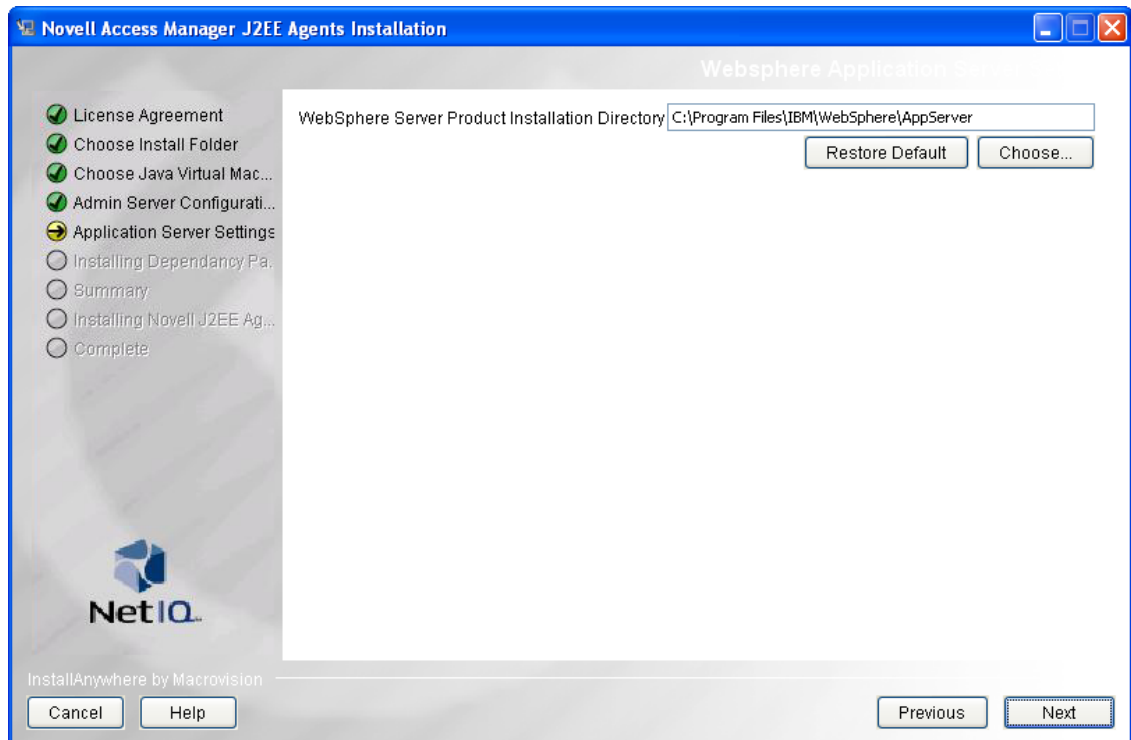 Novell Access Manager J2EE Agents Installation
Websphere Application
License Agreement
Choose Install Folder
Choose Java Virtual Mac...
Admin Server Configurati...
Application Server Settings
Installing Dependancy Pa.
Summary
Installing Novell J2EE Ag...
Complete
WebSphere Server Product Installation Directory C:\Program Files\IBM\WebSphere\AppServer
Restore Default Choose...
NetIQ
InstallAnywhere by Macrovision
Cancel Help Previous Next